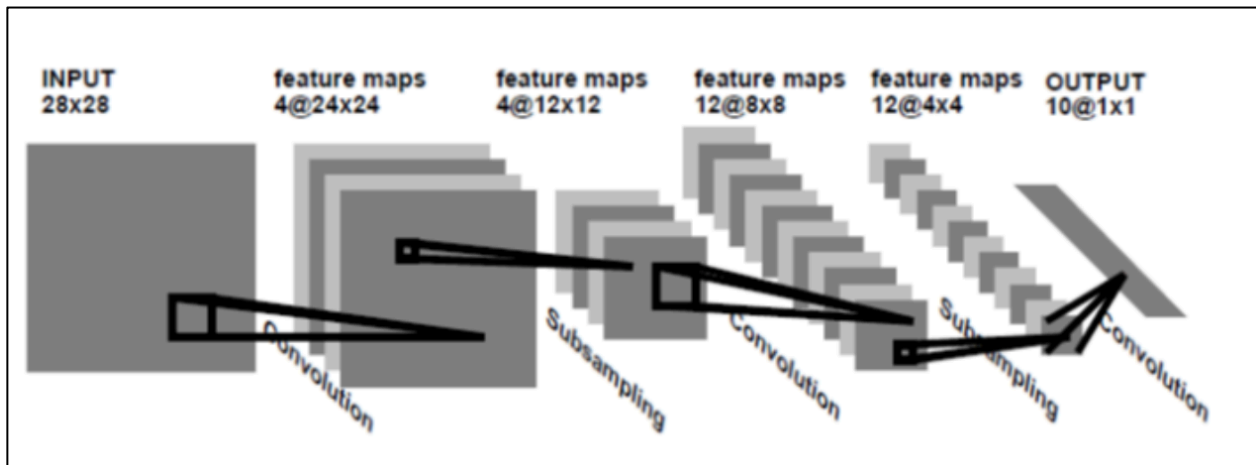 INPUT
28x28
feature maps
4@24x24
feature maps
4@12x12
feature maps
12@8x8
feature maps
12@4x4
OUTPUT
10@1x1
Convolution
Subsampling
Convolution
Subsampling
Convolution